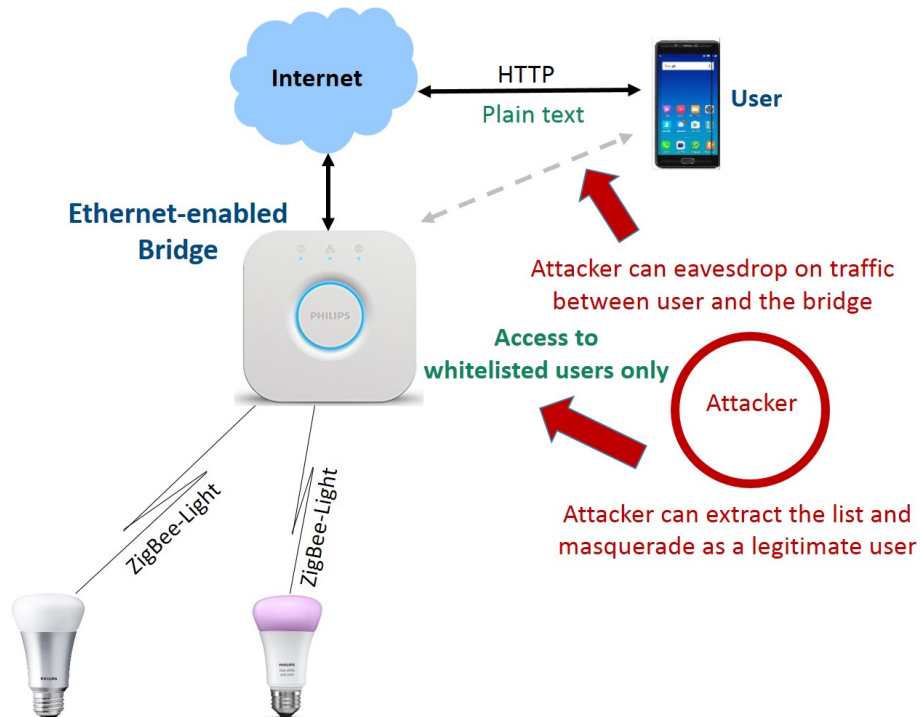 Internet
HTTP
Plain text
User
Ethernet-enabled
Bridge
PHILIPS
Attacker can eavesdrop on traffic
between user and the bridge
Access to
whitelisted users only
Attacker
Attacker can extract the list and
masquerade as a legitimate user
ZigBee-Light
ZigBee-Light
PHILIPS
PHILIPS